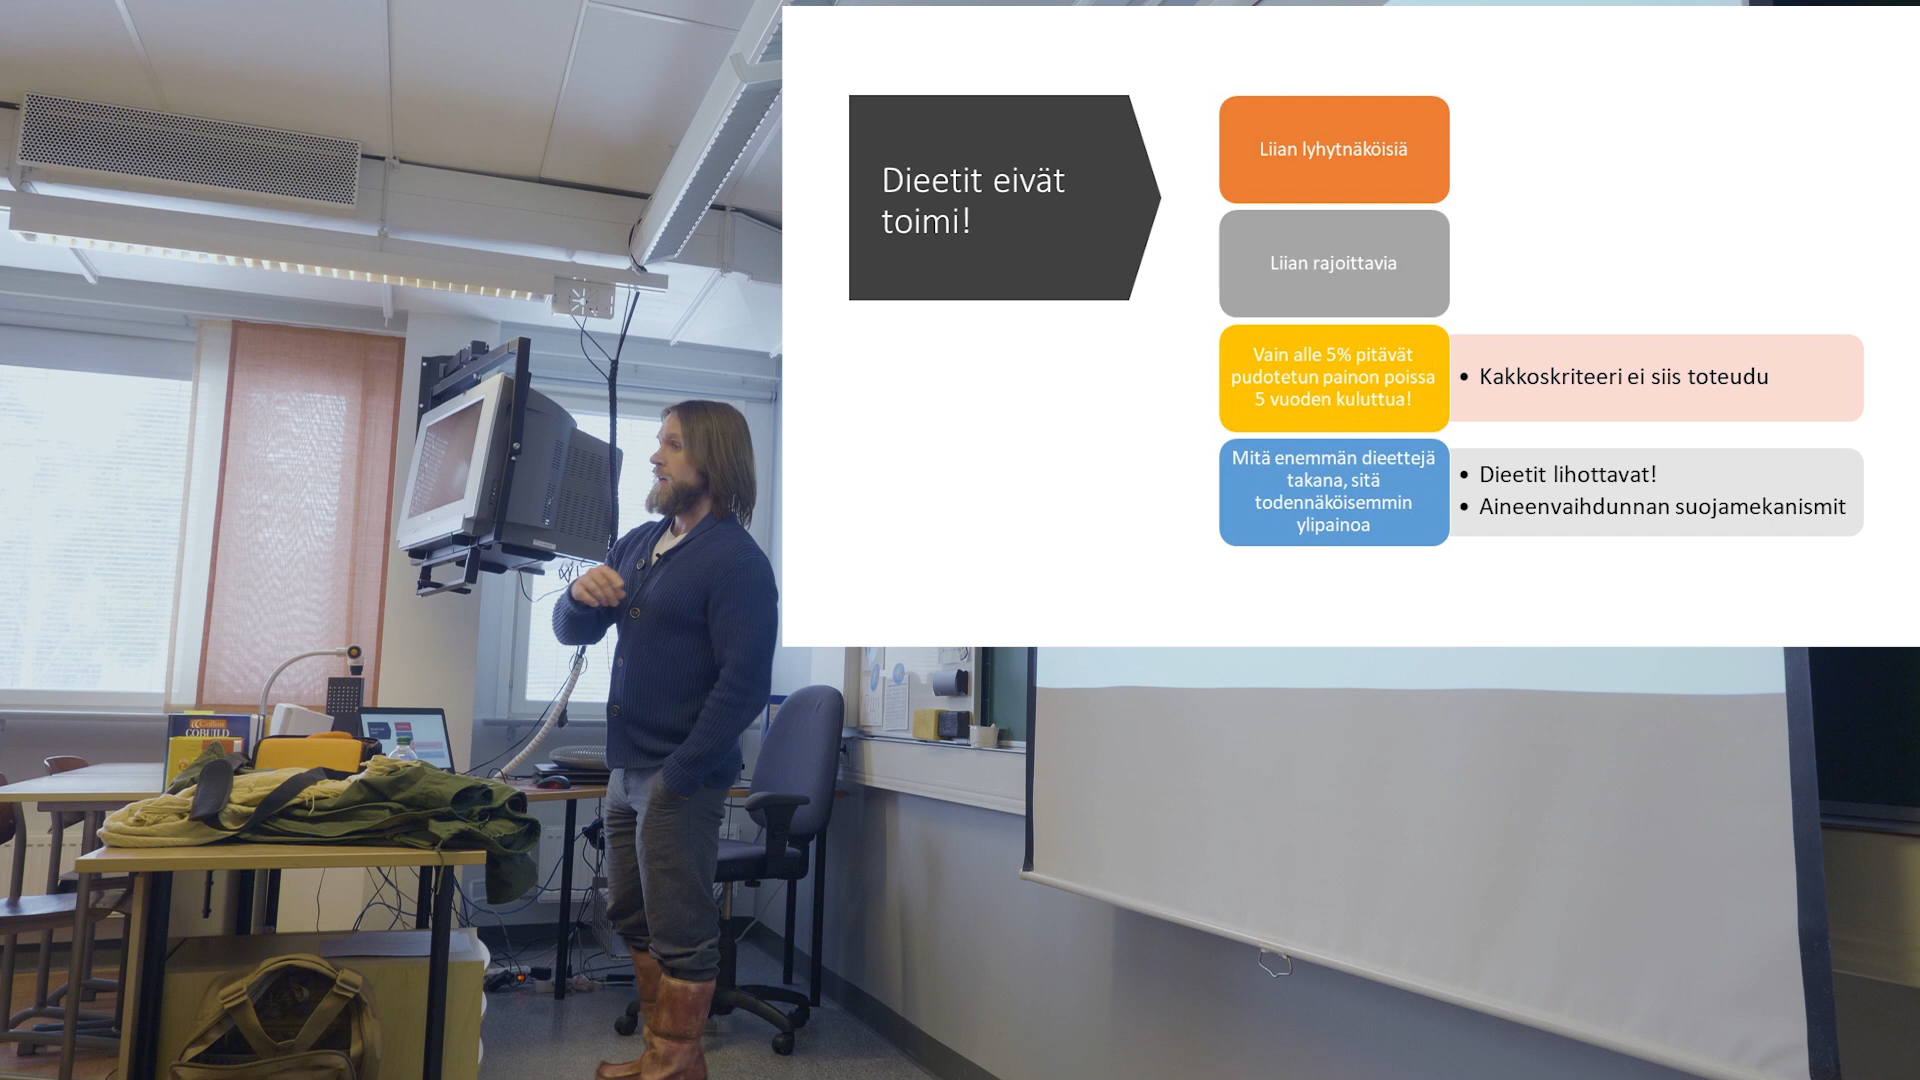 Dieetit eivät
toimi!
Liian lyhytnäköisiä
Liian rajoittavia
Vain alle 5% pitävät
pudotetun painon poissa
5 vuoden kuluttua!
• Kakkoskriteeri ei siis toteudu
Mitä enemmän dieettejä
takana, sitä
todennäköisemmin
ylipainoa
• Dieetit lihottavat!
• Aineenvaihdunnan suojamekanismit
Collins
COBUILD